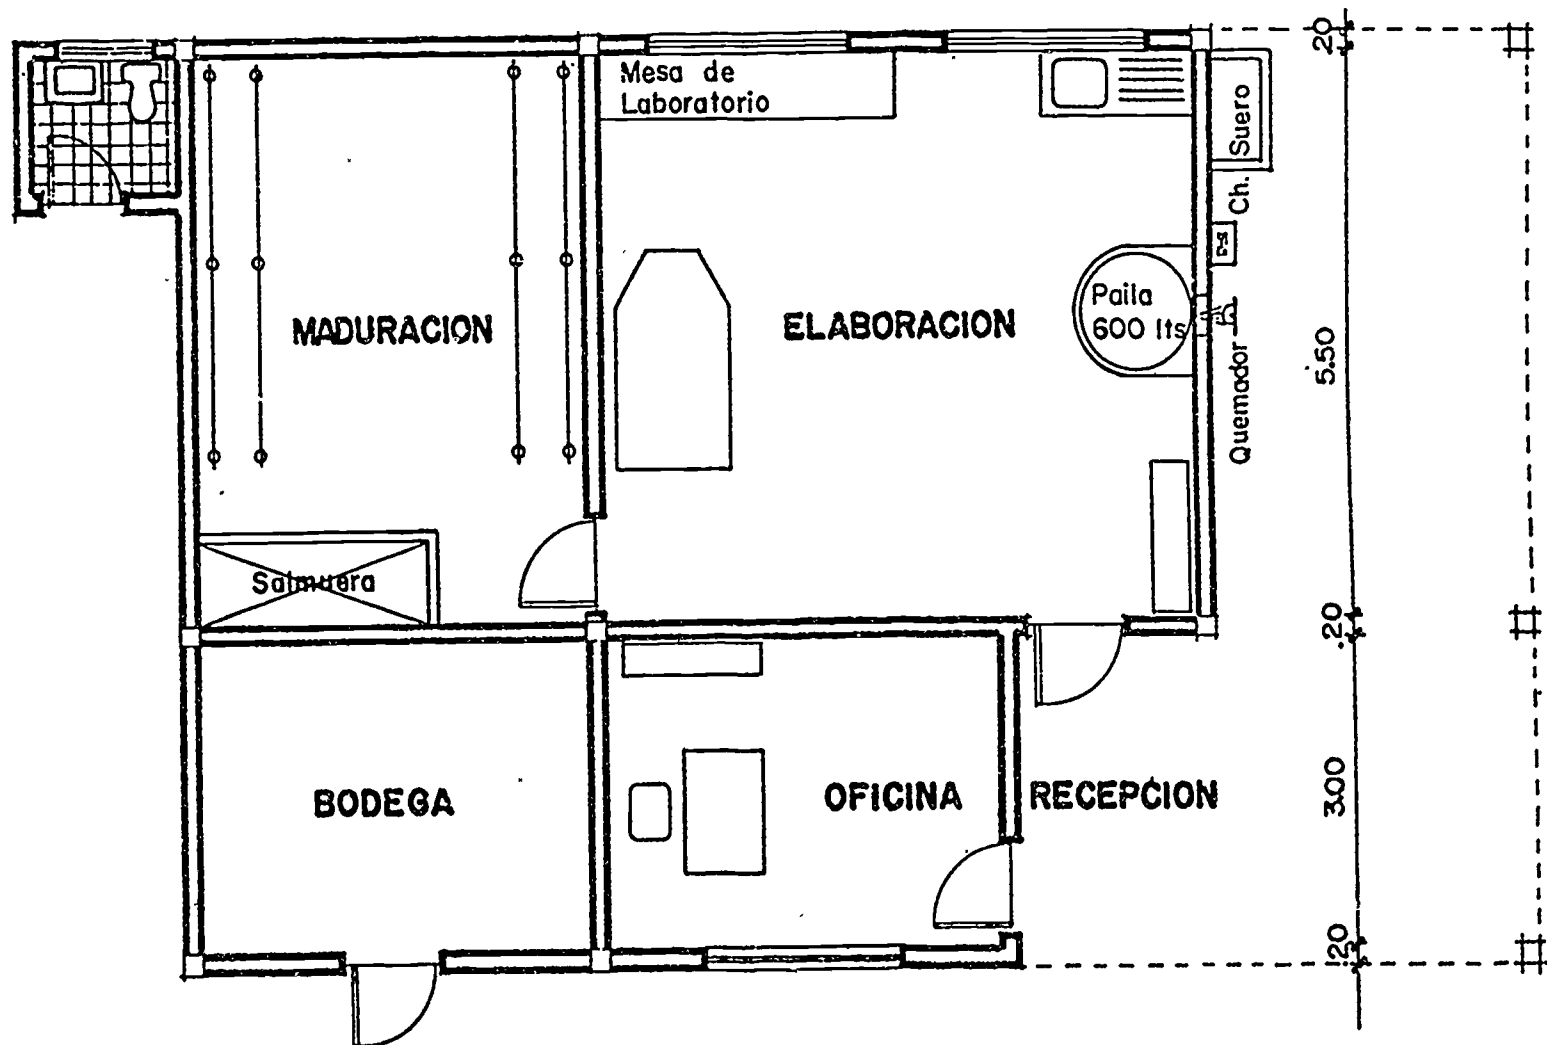 Mesa de
Laboratorio
Ch. Suero
MADURACION
ELABORACION
Paila
600 lts
Quemador
Salmuera
BODEGA
OFICINA
RECEPCION
.20
5.50
.20
3.00
.20